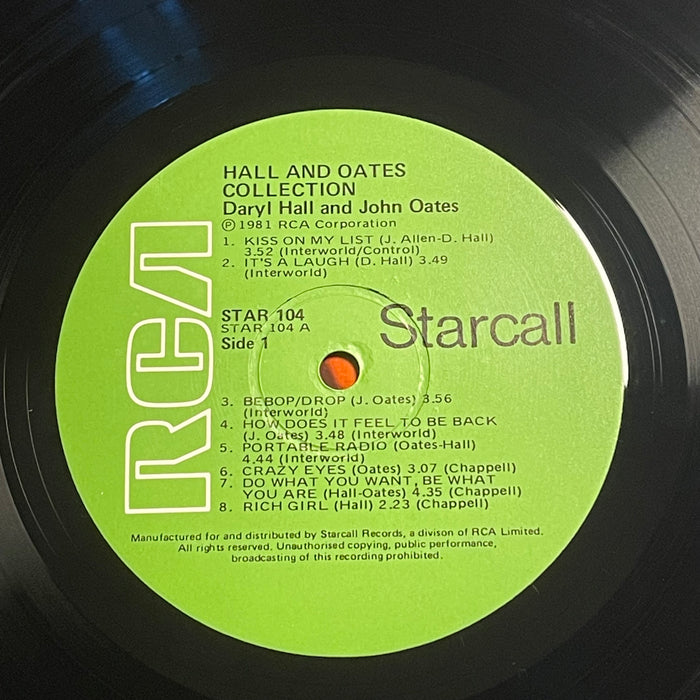 HALL AND OATES
COLLECTION
Daryl Hall and John Oates
Ⓟ 1981 RCA Corporation
1. KISS ON MY LIST (J. Allen-D. Hall)
3.52 (Interworld/Control)
2. IT'S A LAUGH (D. Hall) 3.49
(Interworld)
RCA
STAR 104
STAR 104 A
Side 1
Starcall
3. BEBOP/DROP (J. Oates) 3.56
(Interworld)
4. HOW DOES IT FEEL TO BE BACK
(J. Oates) 3.48 (Interworld)
5. PORTABLE RADIO (Oates-Hall)
4.44 (Interworld)
6. CRAZY EYES (Oates) 3.07 (Chappell)
7. DO WHAT YOU WANT, BE WHAT
YOU ARE (Hall-Oates) 4.35 (Chappell)
8. RICH GIRL (Hall) 2.23 (Chappell)
Manufactured for and distributed by Starcall Records, a divison of RCA Limited.
All rights reserved. Unauthorised copying, public performance,
broadcasting of this recording prohibited.